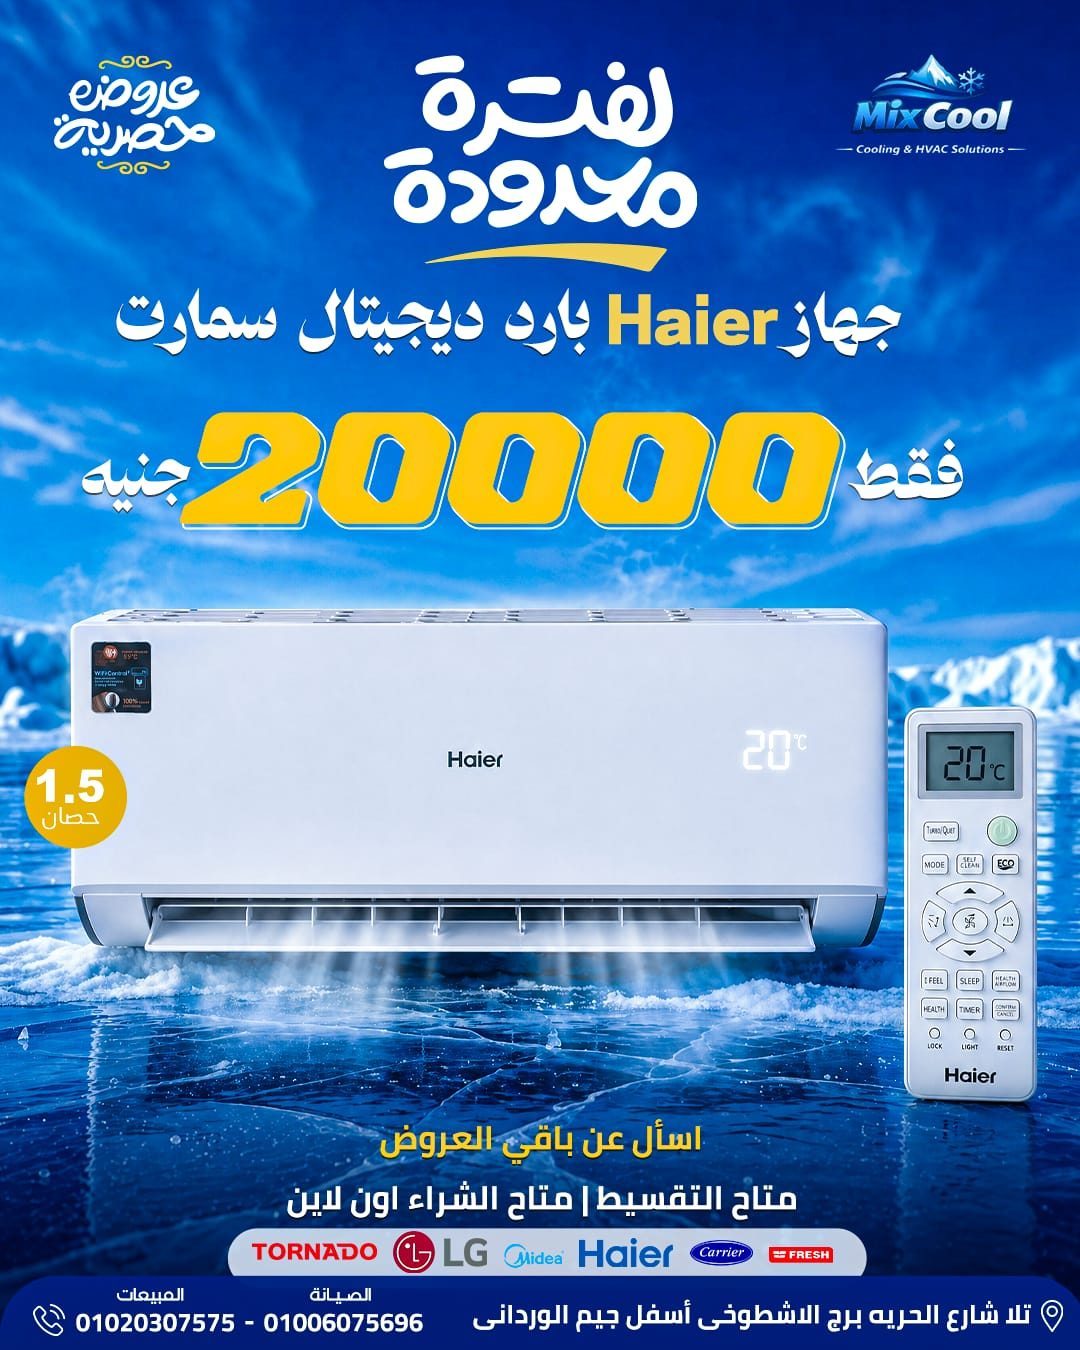 عروض
حصرية
لفترة
محدودة
MixCool
Cooling & HVAC Solutions
جهاز Haier بارد ديجيتال سمارت
فقط 20000 جنيه
WiFi Control
100%
Haier
20°C
1.5
حصان
20°C
TURBO/QUIET
MODE
SELF CLEAN
ECO
I FEEL
SLEEP
HEALTH AIRFLOW
HEALTH
TIMER
CONFIRM CANCEL
LOCK
LIGHT
RESET
Haier
اسأل عن باقي العروض
متاح التقسيط | متاح الشراء اون لاين
TORNADO LG Midea Haier Carrier FRESH
تلا شارع الحريه برج الاشطوخى أسفل جيم الوردانى
الصيانة
المبيعات
01020307575 - 01006075696